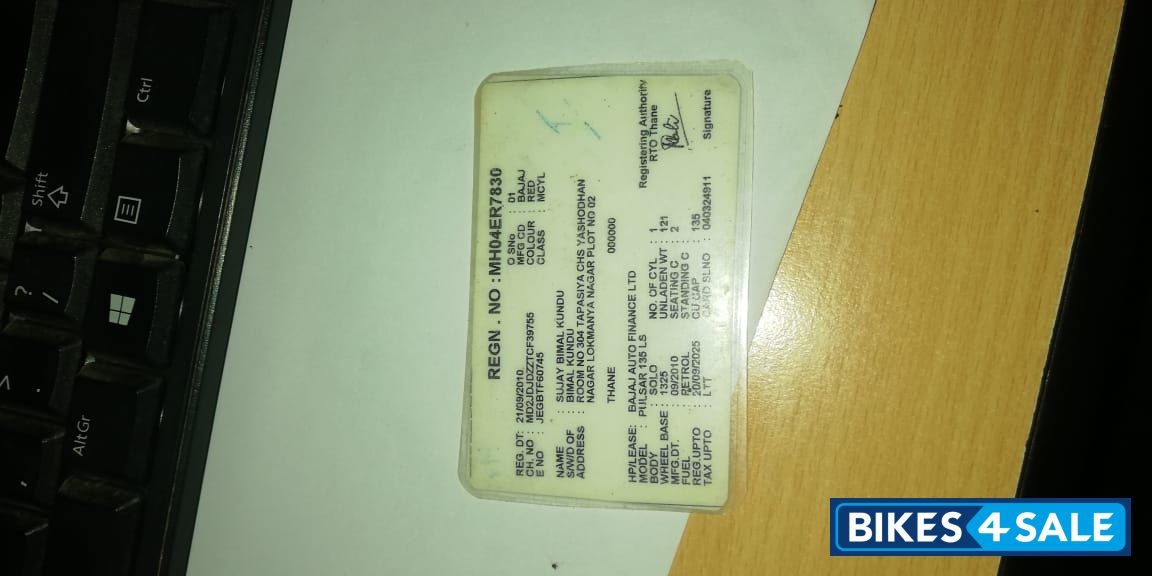 REGN . NO : MH04ER7830
REG. DT: 21/09/2010 O SNo : 01
CH. NO : MD2JDJDZZTCF39755 MFG CD : BAJAJ
E NO : JEGBTF60745 COLOUR : RED
CLASS : MCYL
NAME : SUJAY BIMAL KUNDU
S/W/D OF : BIMAL KUNDU
ADDRESS : ROOM NO 304 TAPASIYA CHS YASHODHAN
NAGAR LOKMANYA NAGAR PLOT NO 02
THANE 000000
HP/LEASE: BAJAJ AUTO FINANCE LTD
MODEL : PULSAR 135 LS
BODY : SOLO NO. OF CYL : 1
WHEEL BASE : 1325 UNLADEN WT : 121
MFG.DT. : 09/2010 SEATING C : 2
FUEL : PETROL STANDING C :
REG.UPTO : 20/09/2025 CU CAP : 135
TAX UPTO : LTT CARD SLNO : 040324911
Registering Authority
RTO Thane
Signature
Ctrl
Shift
?
/
>
.
AltGr
,
BIKES4SALE